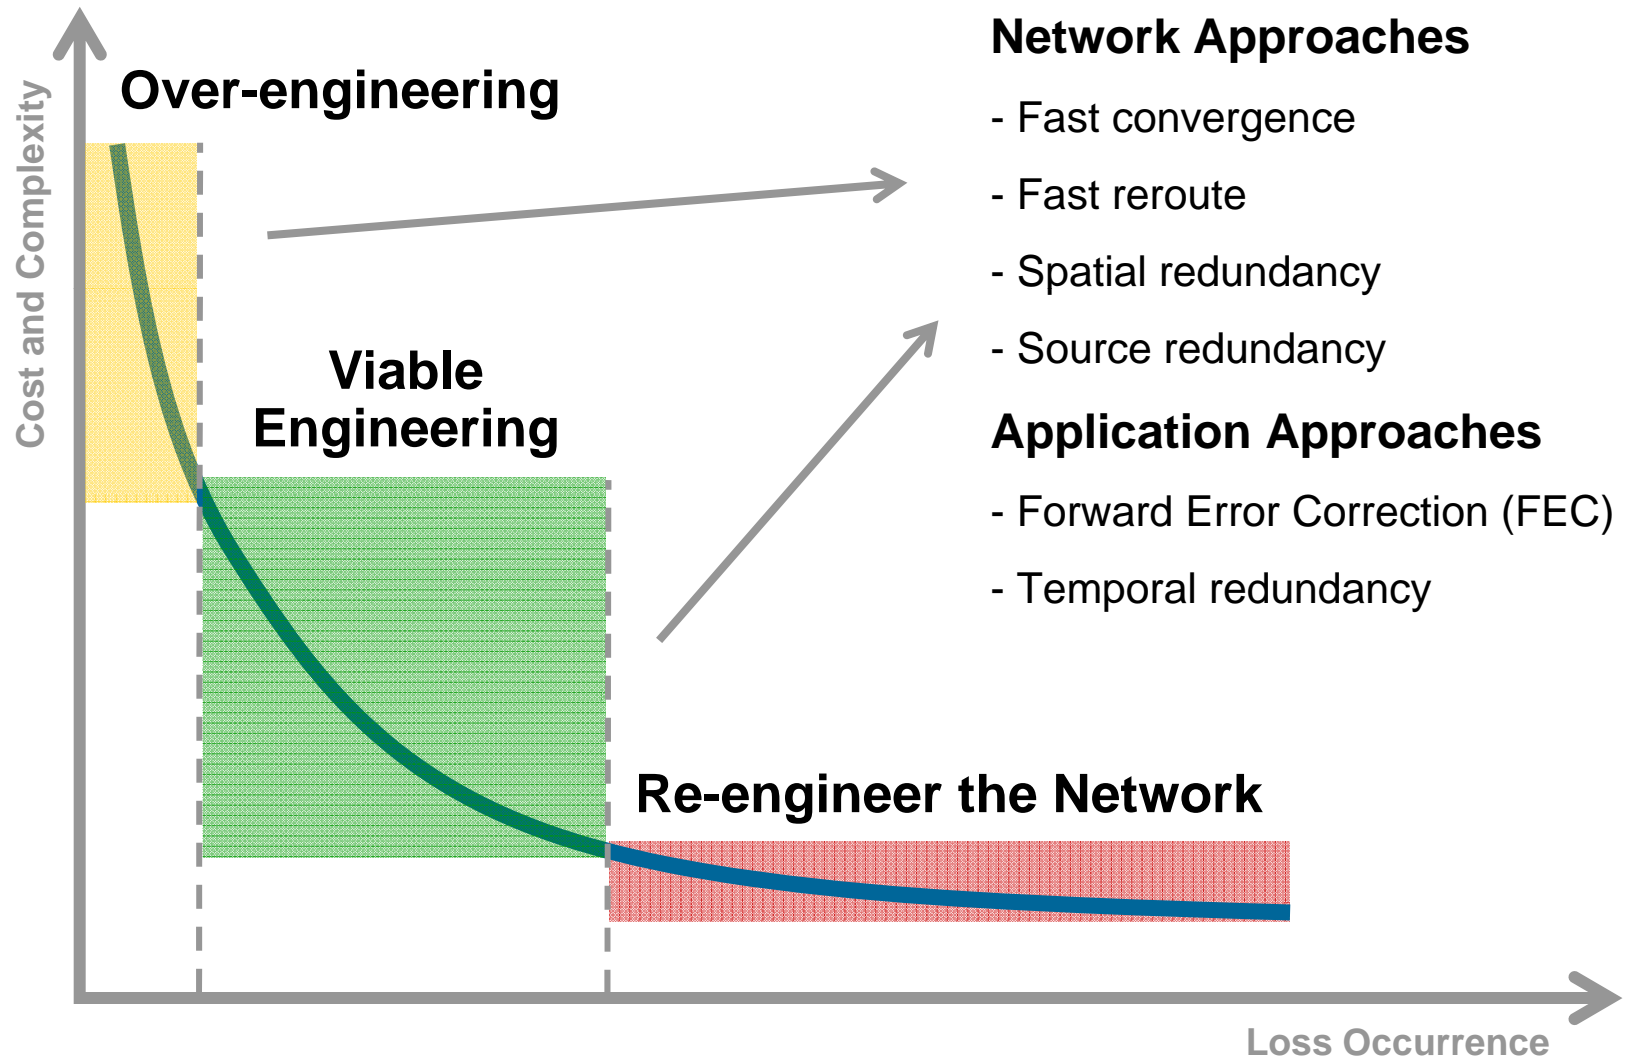 Cost and Complexity
Over-engineering
Viable
Engineering
Re-engineer the Network
Loss Occurrence
Network Approaches
- Fast convergence
- Fast reroute
- Spatial redundancy
- Source redundancy
Application Approaches
- Forward Error Correction (FEC)
- Temporal redundancy